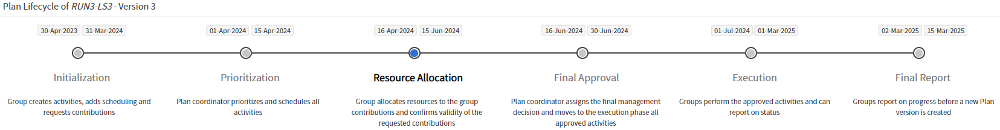 Plan Lifecycle of RUN3-LS3 - Version 3
30-Apr-2023 31-Mar-2024 01-Apr-2024 15-Apr-2024 16-Apr-2024 15-Jun-2024 16-Jun-2024 30-Jun-2024 01-Jul-2024 01-Mar-2025 02-Mar-2025 15-Mar-2025
Initialization
Group creates activities, adds scheduling and
requests contributions
Prioritization
Plan coordinator prioritizes and schedules all
activities
Resource Allocation
Group allocates resources to the group
contributions and confirms validity of the
requested contributions
Final Approval
Plan coordinator assigns the final management
decision and moves to the execution phase all
approved activities
Execution
Groups perform the approved activities and can
report on status
Final Report
Groups report on progress before a new Plan
version is created